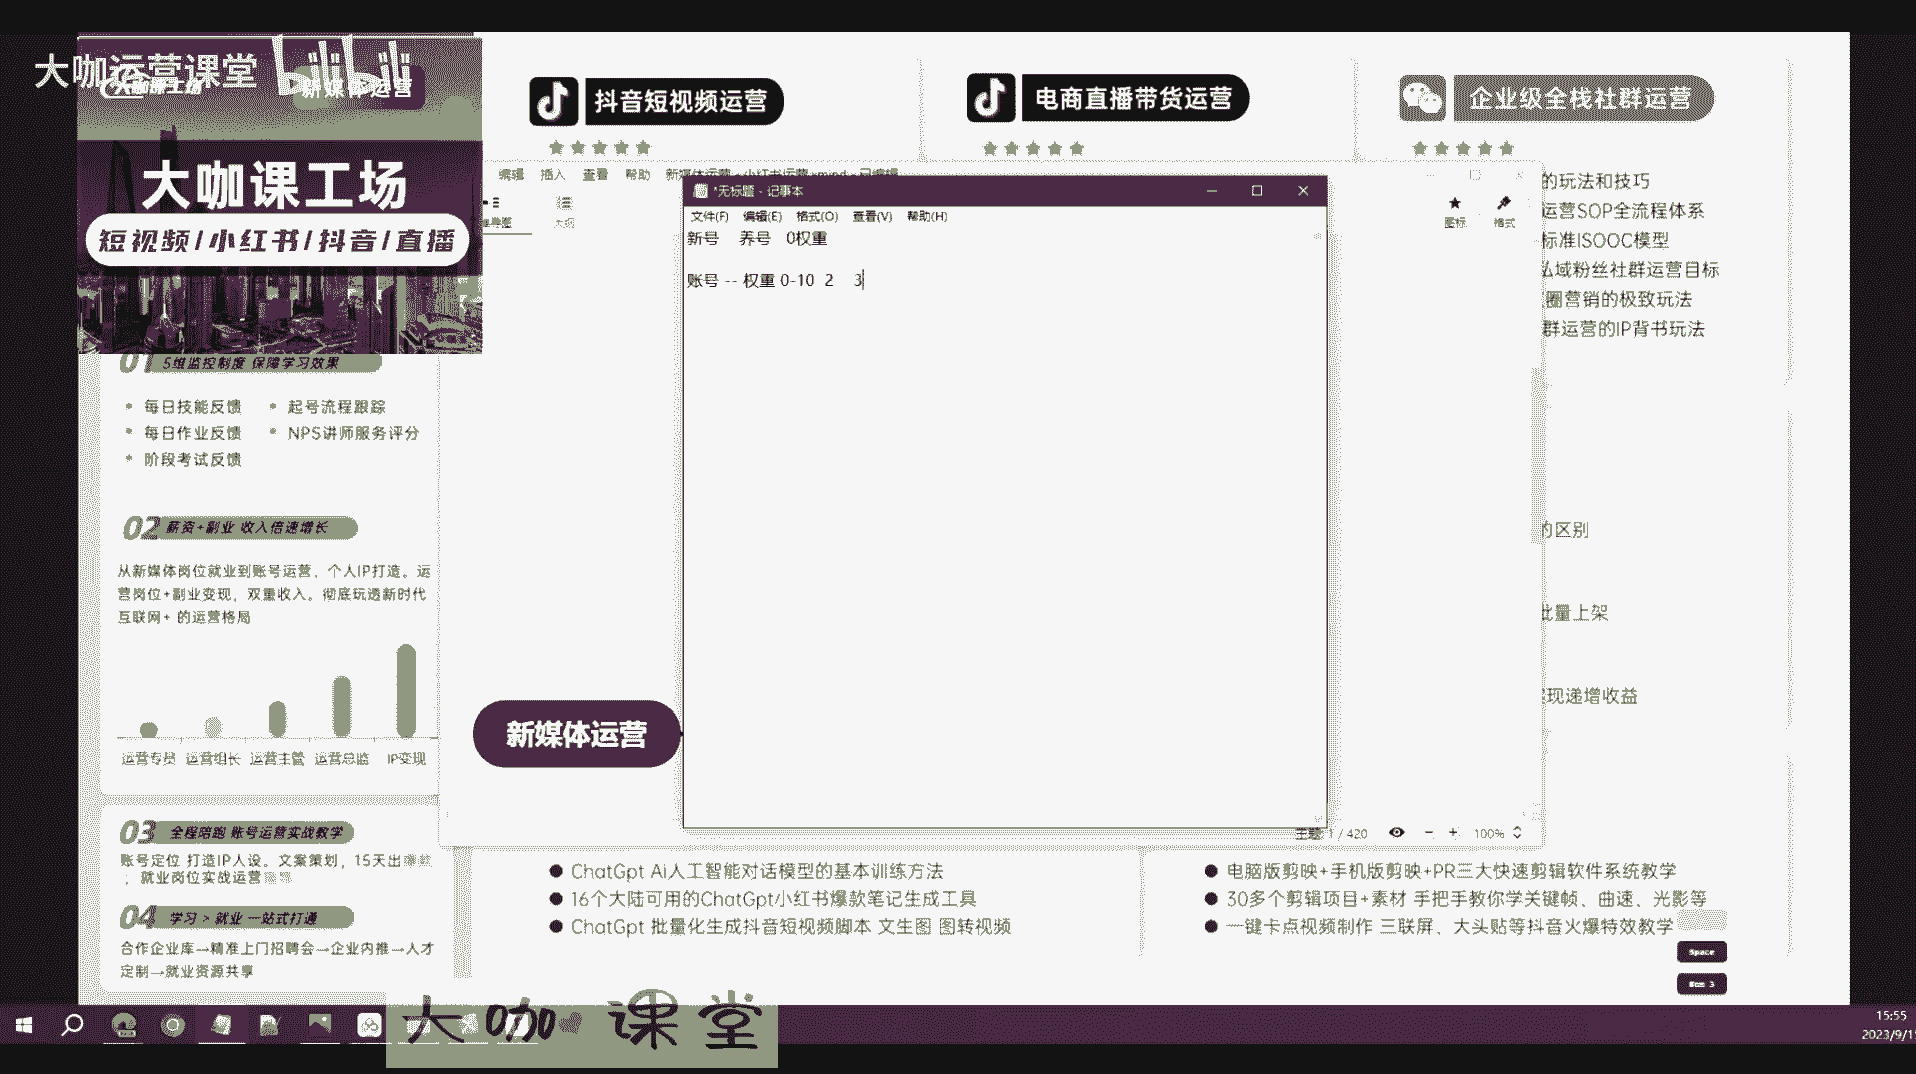 大咖运营课堂
bilibili
新媒体运营
大咖课工场
短视频/小红书/抖音/直播
抖音短视频运营
电商直播带货运营
企业级全栈社群运营
编辑 插入 查看 帮助
大纲
图标 格式
*无标题 - 记事本
文件(F) 编辑(E) 格式(O) 查看(V) 帮助(H)
新号 养号 0权重
账号 -- 权重 0-10 2 3
的玩法和技巧
运营SOP全流程体系
标准ISOOC模型
私域粉丝社群运营目标
圈营销的极致玩法
群运营的IP背书玩法
的区别
批量上架
现递增收益
01 5维监控制度 保障学习效果
每日技能反馈 起号流程跟踪
每日作业反馈 NPS讲师服务评分
阶段考试反馈
02 薪资+副业 收入倍速增长
从新媒体岗位就业到账号运营，个人IP打造。运
营岗位+副业变现，双重收入。彻底玩透新时代
互联网+ 的运营格局
运营专员 运营组长 运营主管 运营总监 IP变现
新媒体运营
03 全程陪跑 账号运营实战教学
账号定位 打造IP人设。文案策划，15天出
；就业岗位实战运营
04 学习 > 就业 一站式打通
合作企业库→精准上门招聘会→企业内推→人才
定制→就业资源共享
主题: 1 / 420 100%
ChatGpt Ai人工智能对话模型的基本训练方法
16个大陆可用的ChatGpt小红书爆款笔记生成工具
ChatGpt 批量化生成抖音短视频脚本 文生图 图转视频
电脑版剪映+手机版剪映+PR三大快速剪辑软件系统教学
30多个剪辑项目+素材 手把手教你学关键帧、曲速、光影等
一键卡点视频制作 三联屏、大头贴等抖音火爆特效教学
Space
大咖课堂
15:55
2023/9/1